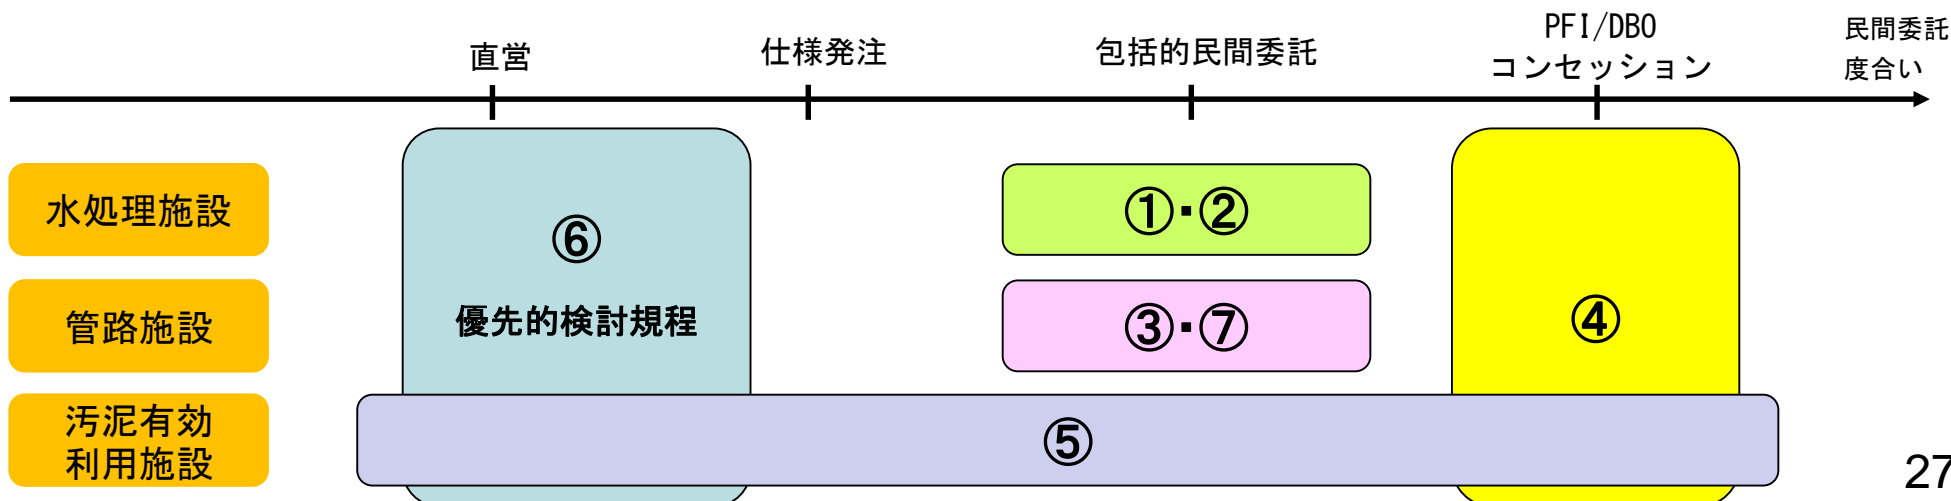 直営
仕様発注
包括的民間委託
PFI/DBO
コンセッション
民間委託
度合い
水処理施設
⑥
優先的検討規程
①・②
管路施設
③・⑦
④
汚泥有効
利用施設
⑤
27